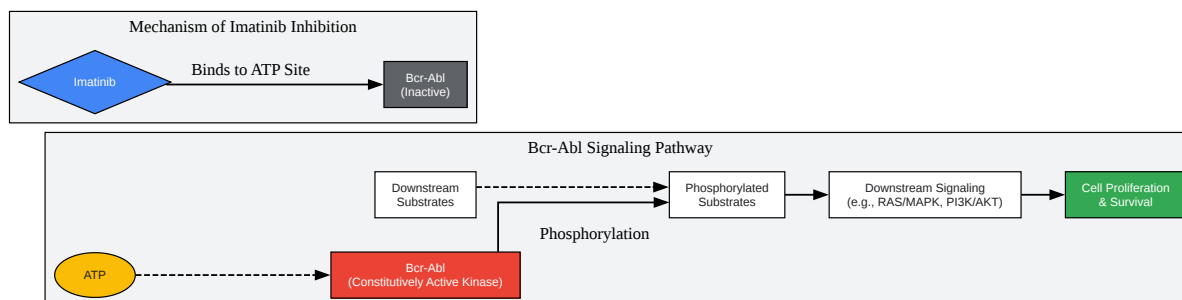 Mechanism of Imatinib Inhibition
Imatinib
Binds to ATP Site
Bcr-Abl
(Inactive)
Bcr-Abl Signaling Pathway
Downstream
Substrates
Phosphorylated
Substrates
Downstream Signaling
(e.g., RAS/MAPK, PI3K/AKT)
Cell Proliferation
& Survival
Phosphorylation
ATP
Bcr-Abl
(Constitutively Active Kinase)